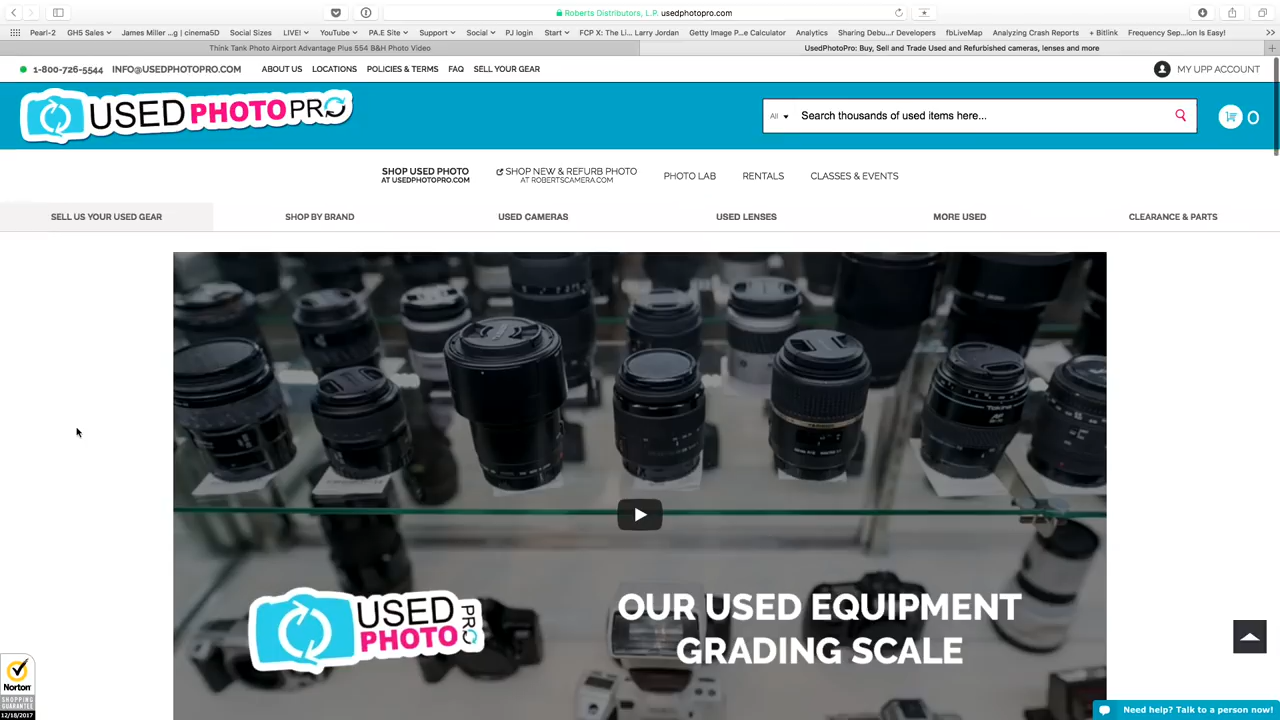 Roberts Distributors, L.P. usedphotopro.com
Pearl-2 GH5 Sales James Miller ...g | cinema5D Social Sizes LIVE! YouTube PA.E Site Support Social PJ login Start FCP X: The Li... Larry Jordan Getty Image P...e Calculator Analytics Sharing Debu...r Developers fbLiveMap Analyzing Crash Reports + Bitlink Frequency Sep...ion Is Easy!
Think Tank Photo Airport Advantage Plus 554 B&H Photo Video UsedPhotoPro: Buy, Sell and Trade Used and Refurbished cameras, lenses and more
1-800-726-5544 INFO@USEDPHOTOPRO.COM ABOUT US LOCATIONS POLICIES & TERMS FAQ SELL YOUR GEAR MY UPP ACCOUNT
USED PHOTO PRO
All Search thousands of used items here... 0
SHOP USED PHOTO SHOP NEW & REFURB PHOTO PHOTO LAB RENTALS CLASSES & EVENTS
AT USEDPHOTOPRO.COM AT ROBERTSCAMERA.COM
SELL US YOUR USED GEAR SHOP BY BRAND USED CAMERAS USED LENSES MORE USED CLEARANCE & PARTS
USED PHOTO PRO
OUR USED EQUIPMENT
GRADING SCALE
Norton
SHOPPING
GUARANTEE
12/18/2017
Need help? Talk to a person now!